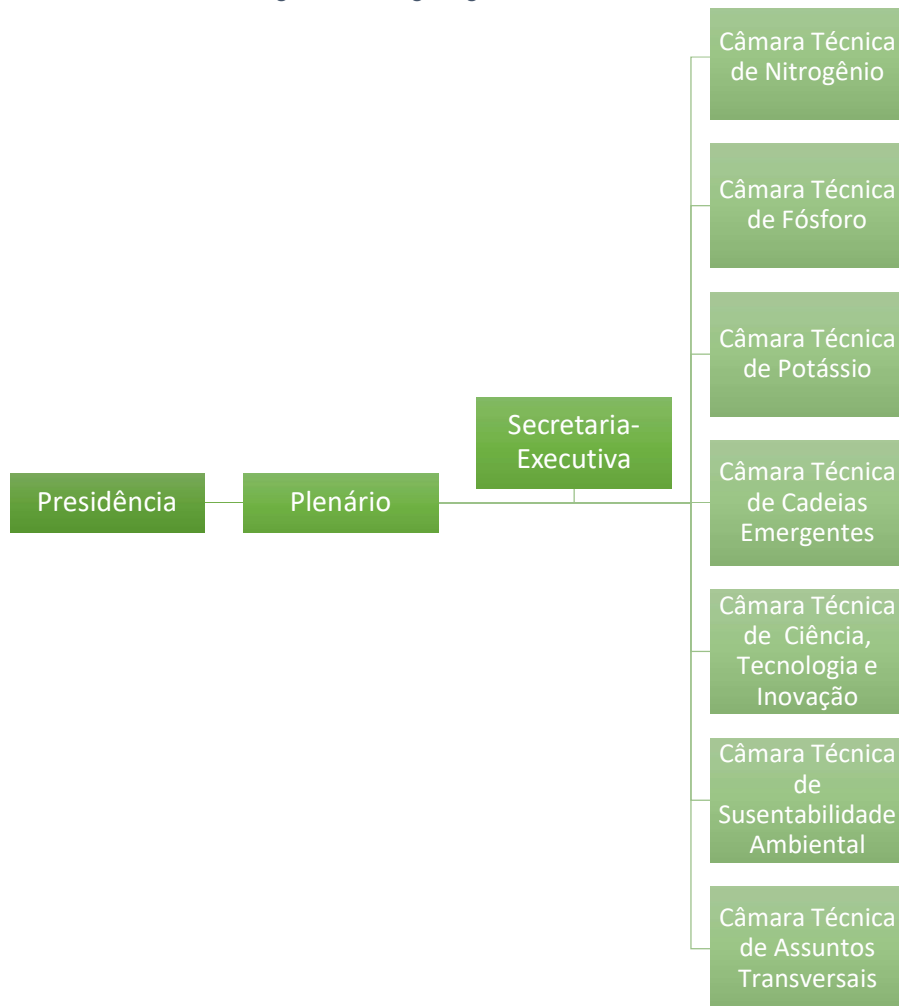 Presidência
Plenário
Secretaria-
Executiva
Câmara Técnica
de Nitrogênio
Câmara Técnica
de Fósforo
Câmara Técnica
de Potássio
Câmara Técnica
de Cadeias
Emergentes
Câmara Técnica
de Ciência,
Tecnologia e
Inovação
Câmara Técnica
de
Susentabilidade
Ambiental
Câmara Técnica
de Assuntos
Transversais